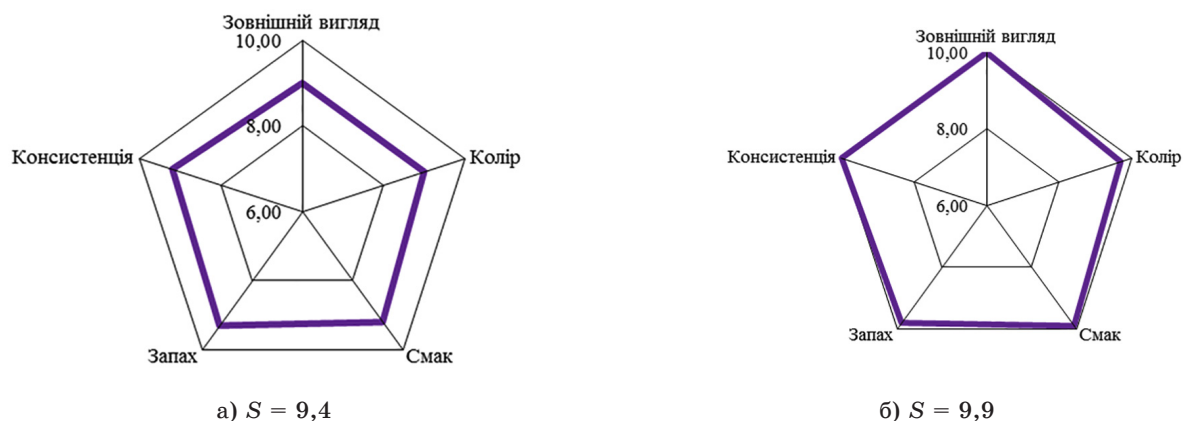 Зовнішній вигляд
10,00
8,00
Консистенція
Колір
6,00
Запах
Смак
а) S = 9,4
Зовнішній вигляд
10,00
8,00
Консистенція
Колір
6,00
Запах
Смак
б) S = 9,9